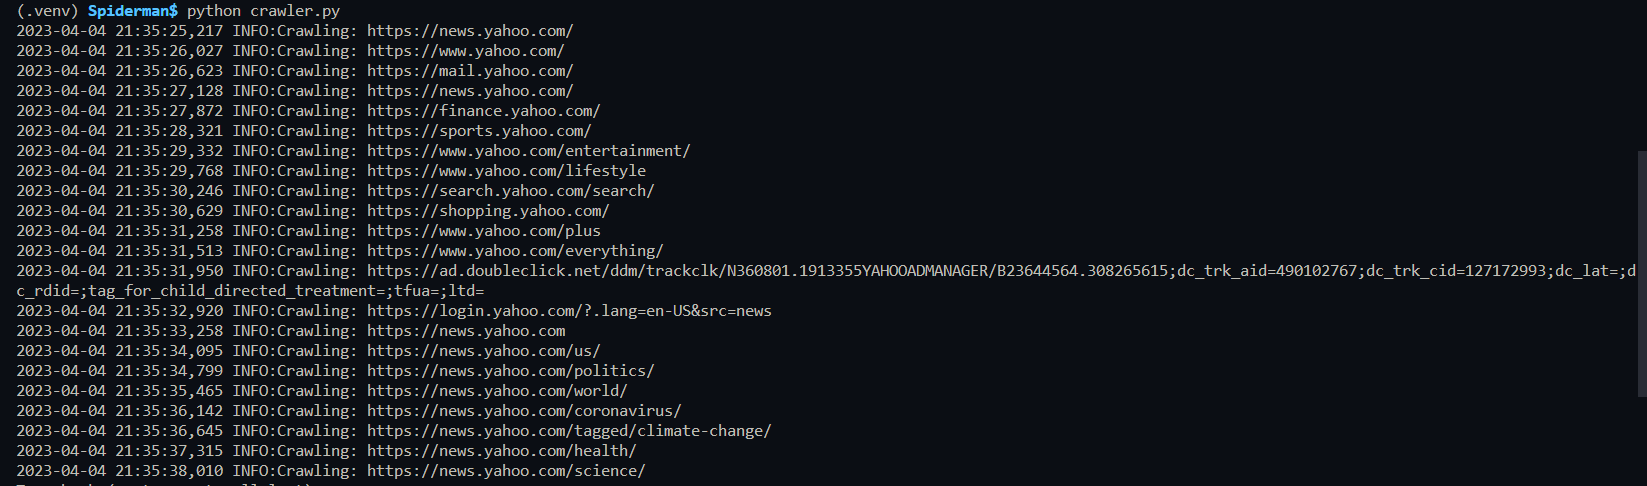 (.venv) Spiderman$ python crawler.py
2023-04-04 21:35:25,217 INFO:Crawling: https://news.yahoo.com/
2023-04-04 21:35:26,027 INFO:Crawling: https://www.yahoo.com/
2023-04-04 21:35:26,623 INFO:Crawling: https://mail.yahoo.com/
2023-04-04 21:35:27,128 INFO:Crawling: https://news.yahoo.com/
2023-04-04 21:35:27,872 INFO:Crawling: https://finance.yahoo.com/
2023-04-04 21:35:28,321 INFO:Crawling: https://sports.yahoo.com/
2023-04-04 21:35:29,332 INFO:Crawling: https://www.yahoo.com/entertainment/
2023-04-04 21:35:29,768 INFO:Crawling: https://www.yahoo.com/lifestyle
2023-04-04 21:35:30,246 INFO:Crawling: https://search.yahoo.com/search/
2023-04-04 21:35:30,629 INFO:Crawling: https://shopping.yahoo.com/
2023-04-04 21:35:31,258 INFO:Crawling: https://www.yahoo.com/plus
2023-04-04 21:35:31,513 INFO:Crawling: https://www.yahoo.com/everything/
2023-04-04 21:35:31,950 INFO:Crawling: https://ad.doubleclick.net/ddm/trackclk/N360801.1913355YAHOOADMANAGER/B23644564.308265615;dc_trk_aid=490102767;dc_trk_cid=127172993;dc_lat=;d
c_rdid=;tag_for_child_directed_treatment=;tfua=;ltd=
2023-04-04 21:35:32,920 INFO:Crawling: https://login.yahoo.com/?.lang=en-US&src=news
2023-04-04 21:35:33,258 INFO:Crawling: https://news.yahoo.com
2023-04-04 21:35:34,095 INFO:Crawling: https://news.yahoo.com/us/
2023-04-04 21:35:34,799 INFO:Crawling: https://news.yahoo.com/politics/
2023-04-04 21:35:35,465 INFO:Crawling: https://news.yahoo.com/world/
2023-04-04 21:35:36,142 INFO:Crawling: https://news.yahoo.com/coronavirus/
2023-04-04 21:35:36,645 INFO:Crawling: https://news.yahoo.com/tagged/climate-change/
2023-04-04 21:35:37,315 INFO:Crawling: https://news.yahoo.com/health/
2023-04-04 21:35:38,010 INFO:Crawling: https://news.yahoo.com/science/